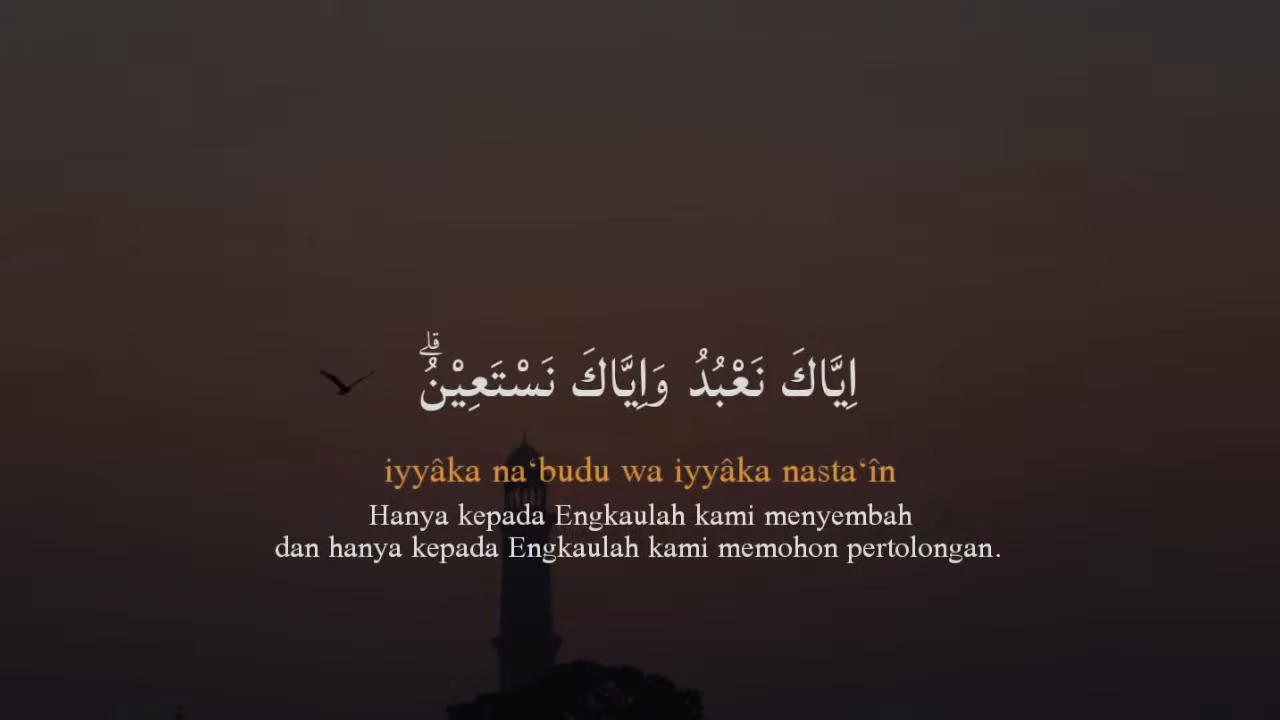 اِيَّاكَ نَعْبُدُ وَاِيَّاكَ نَسْتَعِيْنُۗ
iyyâka na‘budu wa iyyâka nasta‘în
Hanya kepada Engkaulah kami menyembah
dan hanya kepada Engkaulah kami memohon pertolongan.